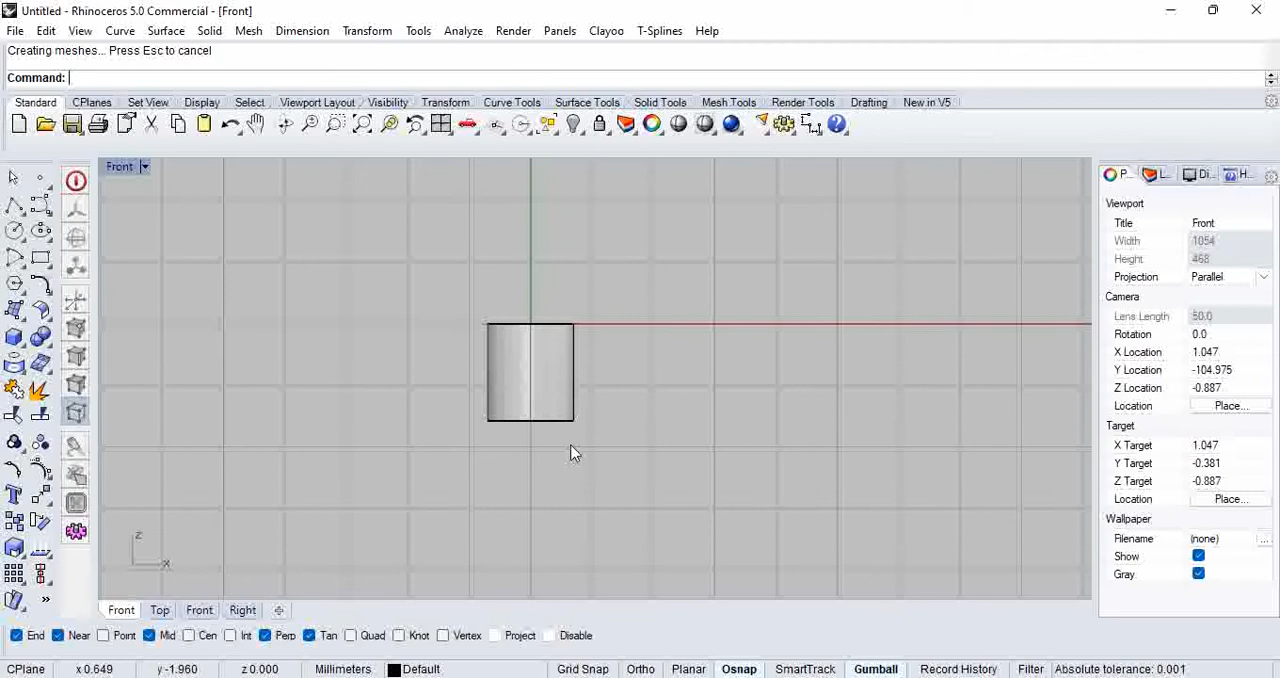 Untitled - Rhinoceros 5.0 Commercial - [Front]
File Edit View Curve Surface Solid Mesh Dimension Transform Tools Analyze Render Panels Clayoo T-Splines Help
Creating meshes... Press Esc to cancel
Command:
Standard CPlanes Set View Display Select Viewport Layout Visibility Transform Curve Tools Surface Tools Solid Tools Mesh Tools Render Tools Drafting New in V5
Front
P... L... Di... H...
Viewport
Title Front
Width 1054
Height 468
Projection Parallel
Camera
Lens Length 50.0
Rotation 0.0
X Location 1.047
Y Location -104.975
Z Location -0.887
Location Place...
Target
X Target 1.047
Y Target -0.381
Z Target -0.887
Location Place...
Wallpaper
Filename (none) ...
Show
Gray
z
x
Front Top Front Right
End Near Point Mid Cen Int Perp Tan Quad Knot Vertex Project Disable
CPlane x 0.649 y -1.960 z 0.000 Millimeters Default Grid Snap Ortho Planar Osnap SmartTrack Gumball Record History Filter Absolute tolerance: 0.001